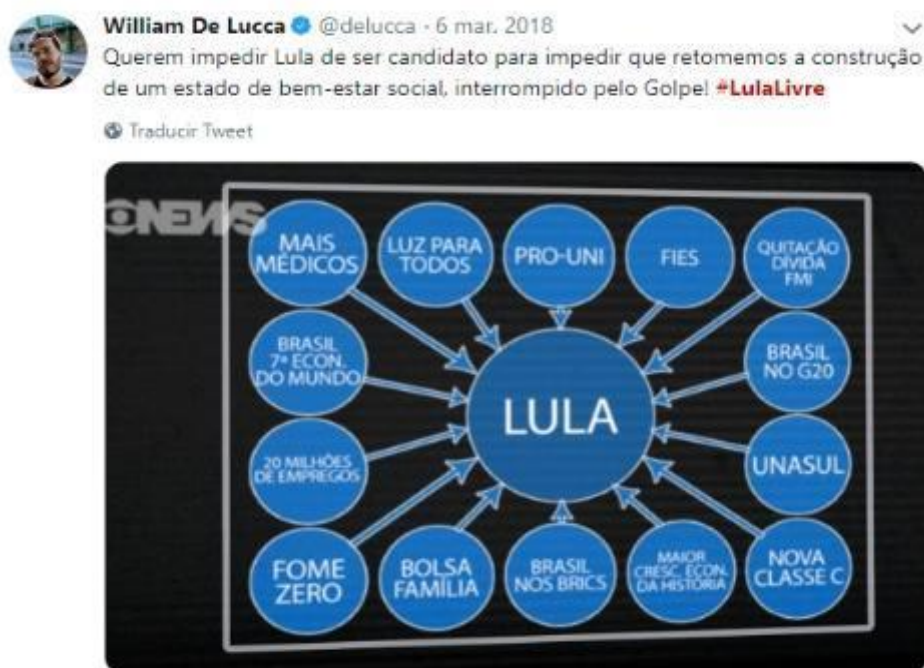 William De Lucca @delucca · 6 mar. 2018
Querem impedir Lula de ser candidato para impedir que retomemos a construção
de um estado de bem-estar social, interrompido pelo Golpe! #LulaLivre
Traducir Tweet
NEWS
MAIS
MÉDICOS
LUZ PARA
TODOS
PRO-UNI
FIES
QUITAÇÃO
DÍVIDA
FMI
BRASIL
7ª ECON.
DO MUNDO
LULA
BRASIL
NO G20
20 MILHÕES
DE EMPREGOS
UNASUL
FOME
ZERO
BOLSA
FAMÍLIA
BRASIL
NOS BRICS
MAIOR
CRESC. ECON.
DA HISTÓRIA
NOVA
CLASSE C